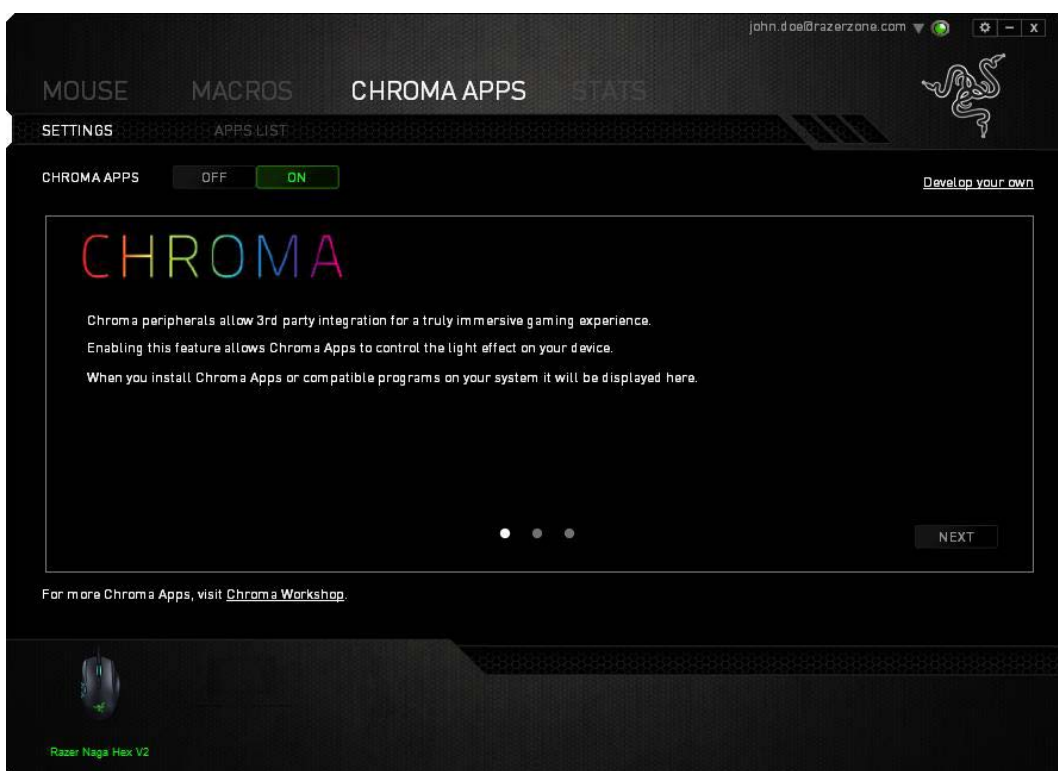 john.doe@razerzone.com
MOUSE MACROS CHROMA APPS STATS
SETTINGS APPS LIST
CHROMA APPS OFF ON
Develop your own
CHROMA
Chroma peripherals allow 3rd party integration for a truly immersive gaming experience.
Enabling this feature allows Chroma Apps to control the light effect on your device.
When you install Chroma Apps or compatible programs on your system it will be displayed here.
NEXT
For more Chroma Apps, visit Chroma Workshop.
Razer Naga Hex V2